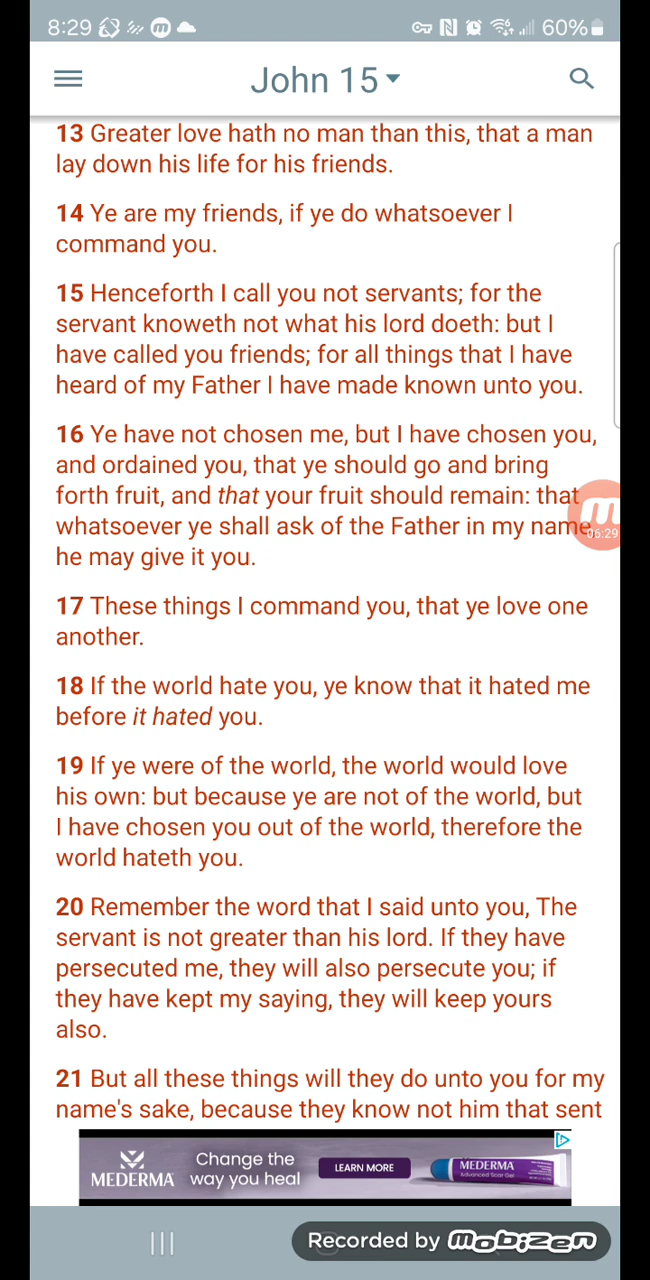 8:29 60%
John 15
13 Greater love hath no man than this, that a man
lay down his life for his friends.
14 Ye are my friends, if ye do whatsoever I
command you.
15 Henceforth I call you not servants; for the
servant knoweth not what his lord doeth: but I
have called you friends; for all things that I have
heard of my Father I have made known unto you.
16 Ye have not chosen me, but I have chosen you,
and ordained you, that ye should go and bring
forth fruit, and that your fruit should remain: that
whatsoever ye shall ask of the Father in my name
06:29
he may give it you.
17 These things I command you, that ye love one
another.
18 If the world hate you, ye know that it hated me
before it hated you.
19 If ye were of the world, the world would love
his own: but because ye are not of the world, but
I have chosen you out of the world, therefore the
world hateth you.
20 Remember the word that I said unto you, The
servant is not greater than his lord. If they have
persecuted me, they will also persecute you; if
they have kept my saying, they will keep yours
also.
21 But all these things will they do unto you for my
name's sake, because they know not him that sent
MEDERMA
Change the
way you heal
LEARN MORE
MEDERMA
Advanced Scar Gel
Recorded by mobizen